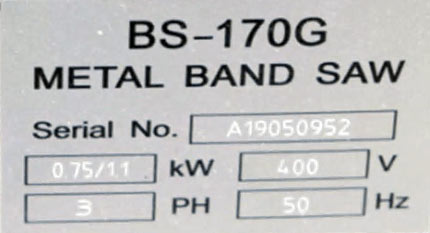 BS-170G
METAL BAND SAW
Serial No. A19050952
0.75/1.1 kW 400 V
3 PH 50 Hz